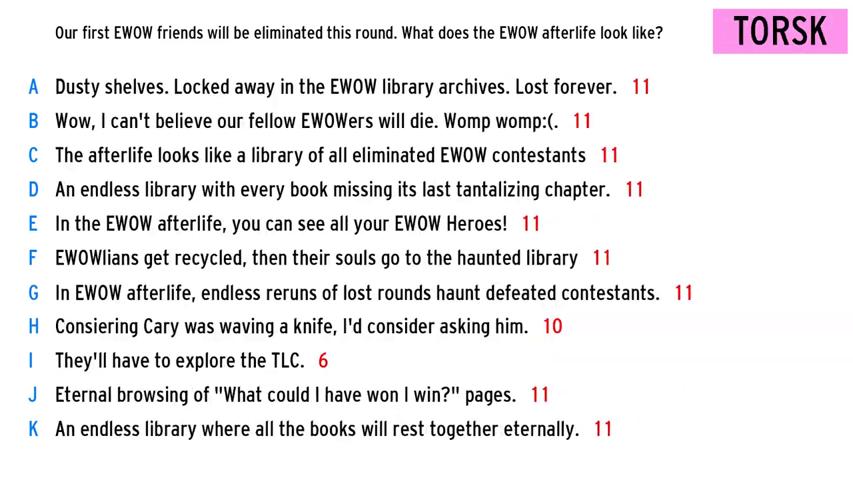 Our first EWOW friends will be eliminated this round. What does the EWOW afterlife look like?
TORSK
A Dusty shelves. Locked away in the EWOW library archives. Lost forever. 11
B Wow, I can't believe our fellow EWOWers will die. Womp womp:(. 11
C The afterlife looks like a library of all eliminated EWOW contestants 11
D An endless library with every book missing its last tantalizing chapter. 11
E In the EWOW afterlife, you can see all your EWOW Heroes! 11
F EWOWlians get recycled, then their souls go to the haunted library 11
G In EWOW afterlife, endless reruns of lost rounds haunt defeated contestants. 11
H Consiering Cary was waving a knife, I'd consider asking him. 10
I They'll have to explore the TLC. 6
J Eternal browsing of "What could I have won I win?" pages. 11
K An endless library where all the books will rest together eternally. 11